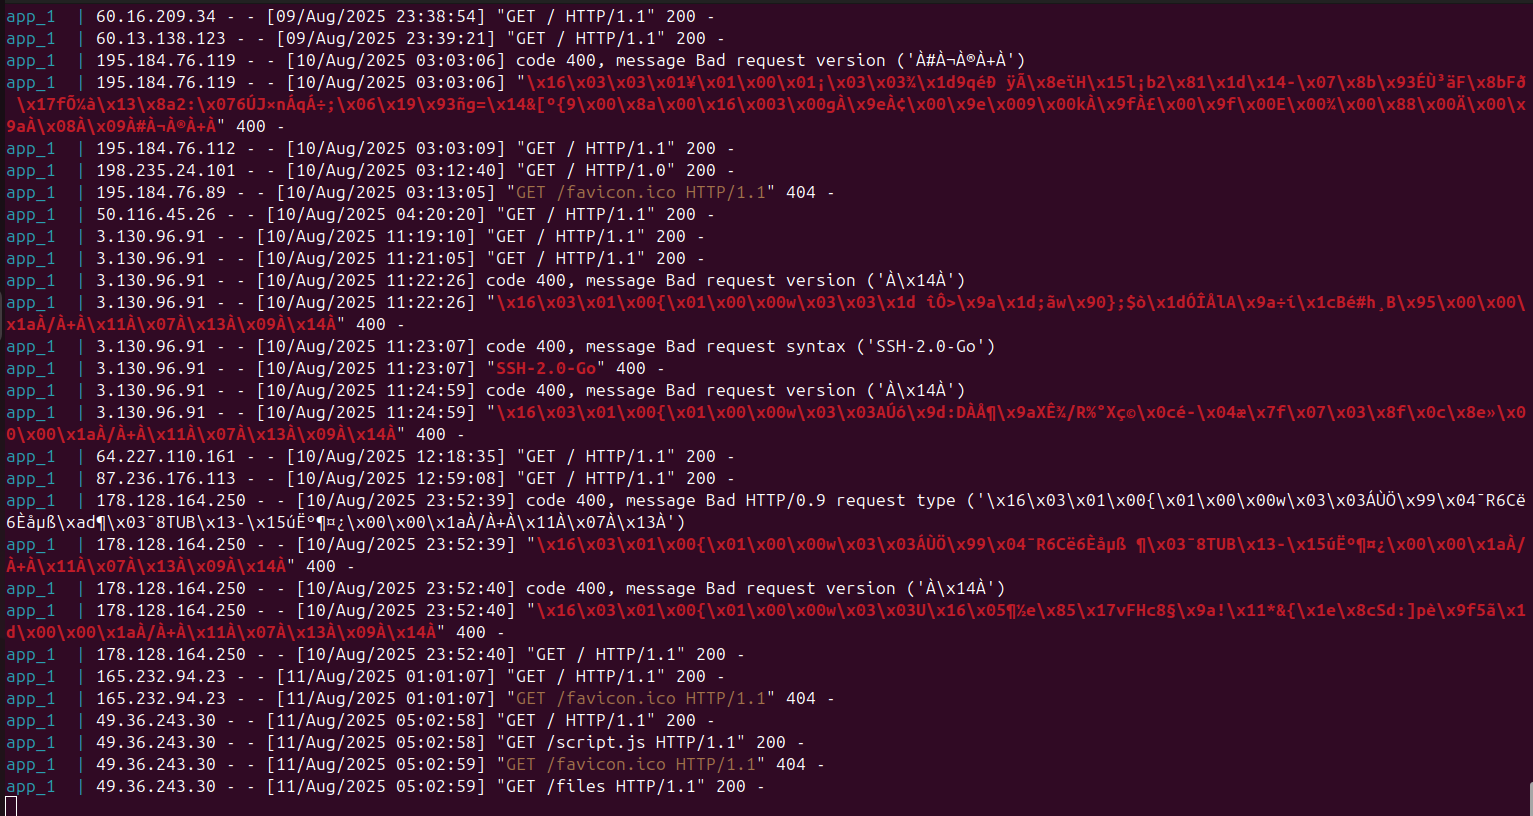 app_1  | 60.16.209.34 - - [09/Aug/2025 23:38:54] "GET / HTTP/1.1" 200 -
app_1  | 60.13.138.123 - - [09/Aug/2025 23:39:21] "GET / HTTP/1.1" 200 -
app_1  | 195.184.76.119 - - [10/Aug/2025 03:03:06] code 400, message Bad request version ('À#À¬À®À+À')
app_1  | 195.184.76.119 - - [10/Aug/2025 03:03:06] "\x16\x03\x03\x01¥\x01\x00\x01¡\x03\x03¾\x1d9qéÐ ÿÃ\x8eïH\x15l¡b2\x81\x1d\x14-\x07\x8b\x93ÉÙ³äF\x8bFð
\x17fÕ¼à\x13\x8a2:\x076ÚJ×nÁqÁ÷;\x06\x19\x93ñg=\x14&[º{9\x00\x8a\x00\x16\x003\x00gÀ\x9eÀ¢\x00\x9e\x009\x00kÀ\x9fÀ£\x00\x9f\x00E\x00¾\x00\x88\x00Ä\x00\x
9aÀ\x08À\x09À#À¬À®À+À" 400 -
app_1  | 195.184.76.112 - - [10/Aug/2025 03:03:09] "GET / HTTP/1.1" 200 -
app_1  | 198.235.24.101 - - [10/Aug/2025 03:12:40] "GET / HTTP/1.0" 200 -
app_1  | 195.184.76.89 - - [10/Aug/2025 03:13:05] "GET /favicon.ico HTTP/1.1" 404 -
app_1  | 50.116.45.26 - - [10/Aug/2025 04:20:20] "GET / HTTP/1.1" 200 -
app_1  | 3.130.96.91 - - [10/Aug/2025 11:19:10] "GET / HTTP/1.1" 200 -
app_1  | 3.130.96.91 - - [10/Aug/2025 11:21:05] "GET / HTTP/1.1" 200 -
app_1  | 3.130.96.91 - - [10/Aug/2025 11:22:26] code 400, message Bad request version ('À\x14À')
app_1  | 3.130.96.91 - - [10/Aug/2025 11:22:26] "\x16\x03\x01\x00{\x01\x00\x00w\x03\x03\x1d îÔ>\x9a\x1d;ãw\x90};$ò\x1dÓÎÅlA\x9a÷í\x1cBé#h¸B\x95\x00\x00\
x1aÀ/À+À\x11À\x07À\x13À\x09À\x14À" 400 -
app_1  | 3.130.96.91 - - [10/Aug/2025 11:23:07] code 400, message Bad request syntax ('SSH-2.0-Go')
app_1  | 3.130.96.91 - - [10/Aug/2025 11:23:07] "SSH-2.0-Go" 400 -
app_1  | 3.130.96.91 - - [10/Aug/2025 11:24:59] code 400, message Bad request version ('À\x14À')
app_1  | 3.130.96.91 - - [10/Aug/2025 11:24:59] "\x16\x03\x01\x00{\x01\x00\x00w\x03\x03AÚó\x9d:DÀÅ¶\x9aXÊ¾/R%°Xç©\x0cé-\x04æ\x7f\x07\x03\x8f\x0c\x8e»\x0
0\x00\x1aÀ/À+À\x11À\x07À\x13À\x09À\x14À" 400 -
app_1  | 64.227.110.161 - - [10/Aug/2025 12:18:35] "GET / HTTP/1.1" 200 -
app_1  | 87.236.176.113 - - [10/Aug/2025 12:59:08] "GET / HTTP/1.1" 200 -
app_1  | 178.128.164.250 - - [10/Aug/2025 23:52:39] code 400, message Bad HTTP/0.9 request type ('\x16\x03\x01\x00{\x01\x00\x00w\x03\x03ÁÙÖ\x99\x04¯R6Cë
6Èåµß\xad¶\x03¯8TUB\x13-\x15úËº¶¤¿\x00\x00\x1aÀ/À+À\x11À\x07À\x13À')
app_1  | 178.128.164.250 - - [10/Aug/2025 23:52:39] "\x16\x03\x01\x00{\x01\x00\x00w\x03\x03ÁÙÖ\x99\x04¯R6Cë6Èåµß ¶\x03¯8TUB\x13-\x15úËº¶¤¿\x00\x00\x1aÀ/
À+À\x11À\x07À\x13À\x09À\x14À" 400 -
app_1  | 178.128.164.250 - - [10/Aug/2025 23:52:40] code 400, message Bad request version ('À\x14À')
app_1  | 178.128.164.250 - - [10/Aug/2025 23:52:40] "\x16\x03\x01\x00{\x01\x00\x00w\x03\x03U\x16\x05¶½e\x85\x17vFHc8§\x9a!\x11*&{\x1e\x8cSd:]pè\x9f5ã\x1
d\x00\x00\x1aÀ/À+À\x11À\x07À\x13À\x09À\x14À" 400 -
app_1  | 178.128.164.250 - - [10/Aug/2025 23:52:40] "GET / HTTP/1.1" 200 -
app_1  | 165.232.94.23 - - [11/Aug/2025 01:01:07] "GET / HTTP/1.1" 200 -
app_1  | 165.232.94.23 - - [11/Aug/2025 01:01:07] "GET /favicon.ico HTTP/1.1" 404 -
app_1  | 49.36.243.30 - - [11/Aug/2025 05:02:58] "GET / HTTP/1.1" 200 -
app_1  | 49.36.243.30 - - [11/Aug/2025 05:02:58] "GET /script.js HTTP/1.1" 200 -
app_1  | 49.36.243.30 - - [11/Aug/2025 05:02:59] "GET /favicon.ico HTTP/1.1" 404 -
app_1  | 49.36.243.30 - - [11/Aug/2025 05:02:59] "GET /files HTTP/1.1" 200 -